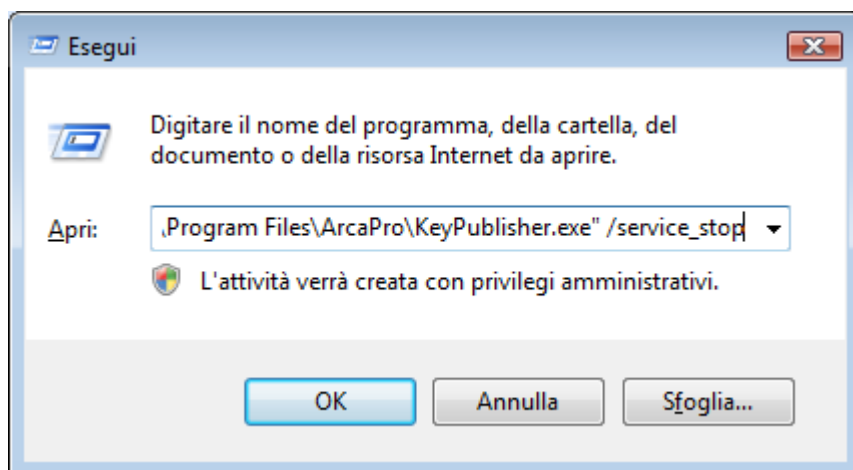 Esegui
Digitare il nome del programma, della cartella, del
documento o della risorsa Internet da aprire.
Apri: \Program Files\ArcaPro\KeyPublisher.exe" /service_stop
L'attività verrà creata con privilegi amministrativi.
OK Annulla Sfoglia...